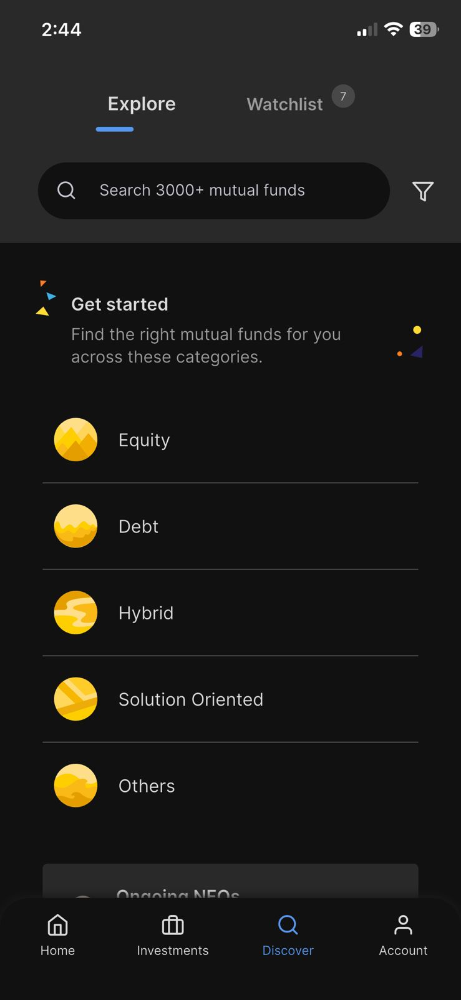 2:44
39
Explore
Watchlist
7
Search 3000+ mutual funds
Get started
Find the right mutual funds for you
across these categories.
Equity
Debt
Hybrid
Solution Oriented
Others
Ongoing NFOs
Home
Investments
Discover
Account